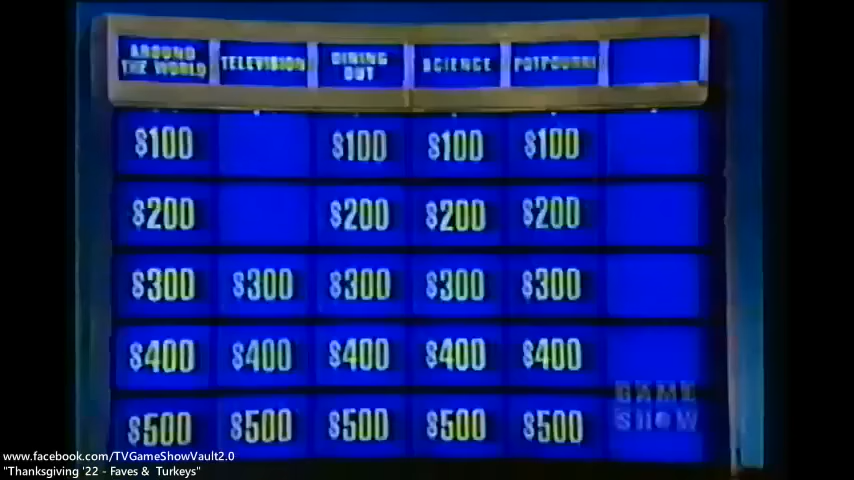 AROUND
THE WORLD
TELEVISION
DINING
OUT
SCIENCE
POTPOURRI
$100 $100 $100 $100
$200 $200 $200 $200
$300 $300 $300 $300 $300
$400 $400 $400 $400 $400
$500 $500 $500 $500 $500
GAME
SHOW
www.facebook.com/TVGameShowVault2.0
"Thanksgiving '22 - Faves & Turkeys"